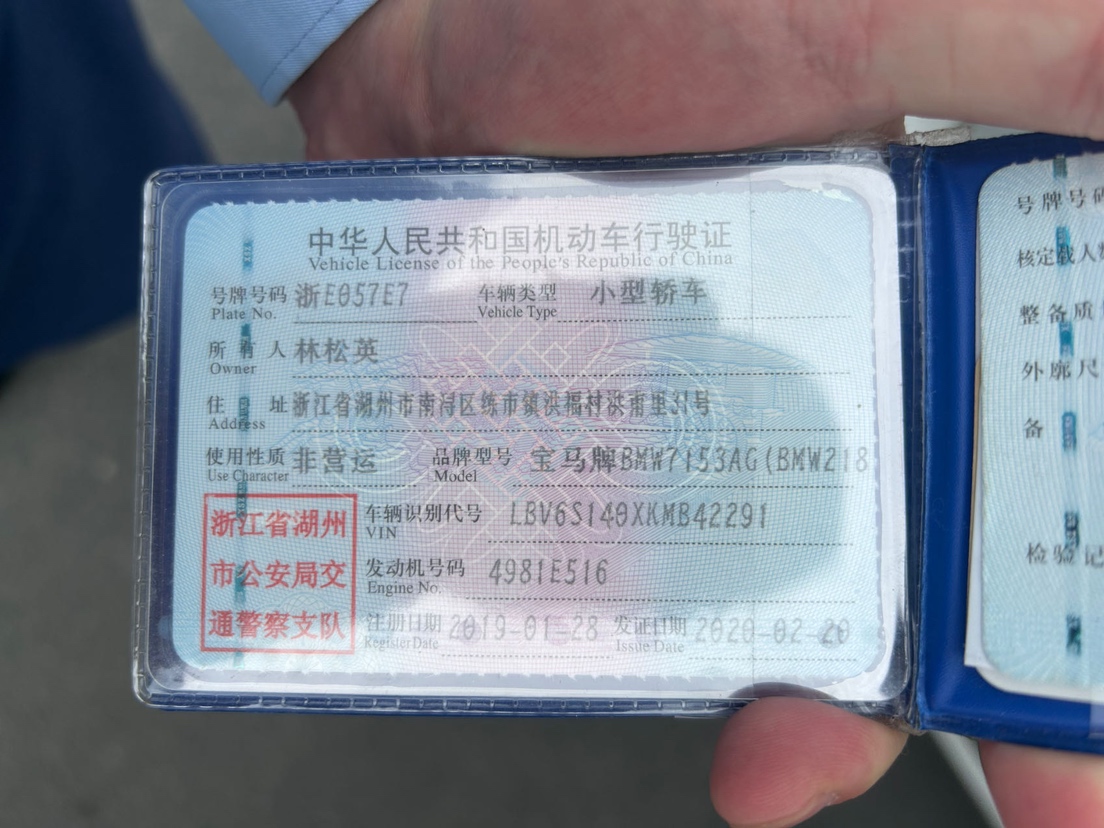 中华人民共和国机动车行驶证
Vehicle License of the People's Republic of China
号牌号码 浙E057E7 车辆类型 小型轿车
Plate No. Vehicle Type
所有人 林松英
Owner
住址 浙江省湖州市南浔区练市镇洪福村洪南里31号
Address
使用性质 非营运 品牌型号 宝马牌BMW7153AG(BMW218
Use Character Model
浙江省湖州
市公安局交
通警察支队
车辆识别代号 LBV6S1409XKMB42291
VIN
发动机号码 4981E516
Engine No.
注册日期 2019-01-28 发证日期 2020-02-20
Register Date Issue Date
号牌号码
核定载人数
整备质
外廓尺
备
检验记